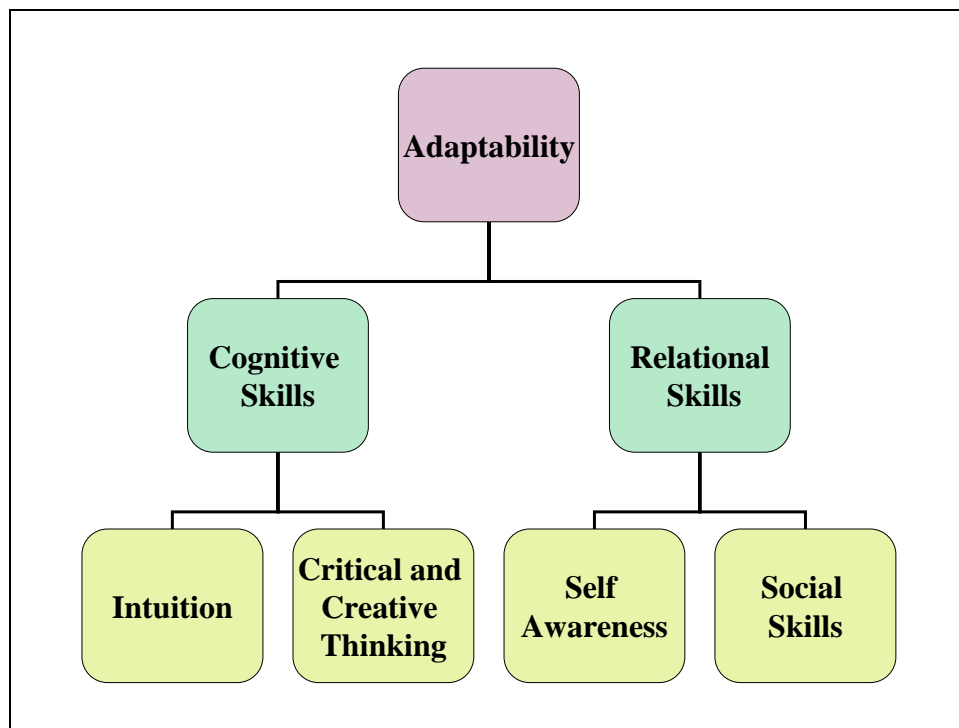 Adaptability
Cognitive
Skills
Relational
Skills
Intuition
Critical and
Creative
Thinking
Self
Awareness
Social
Skills